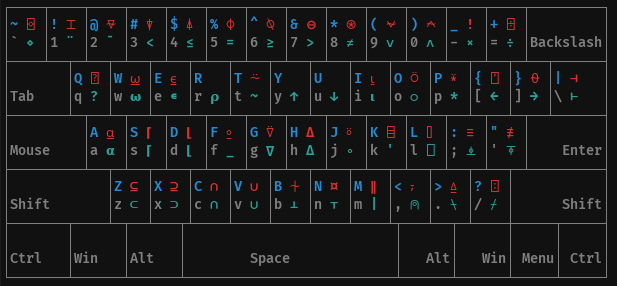 ~ ⌺ ! ⌶ @ ⍫ # ⍒ $ ⍋ % ⌽ ^ ⍉ & ⊖ * ⍟ ( ⍱ ) ⍲ _ ! + ⌹
` ⋄ 1 ¨ 2 ¯ 3 < 4 ≤ 5 = 6 ≥ 7 > 8 ≠ 9 ∨ 0 ∧ - × = ÷ Backslash
Q ⍰ W ⍹ E ⍷ R T ⍨ Y U I ⍸ O ⍥ P ⍣ { ⍞ } ⍬ | ⊣
Tab q ? w ⍵ e ∊ r ⍴ t ~ y ↑ u ↓ i ⍳ o ○ p * [ ← ] → \ ⊢
A ⍶ S ⌈ D ⌊ F ⍛ G ⍢ H ∆ J ⍤ K ⌸ L ⌷ : ≡ " ≢
Mouse a ⍺ s ⌈ d ⌊ f _ g ∇ h ∆ j ∘ k ' l ⎕ ; ⍎ ' ⍕ Enter
Z ⊆ X ⊇ C ∩ V ∪ B ⍭ N ¤ M ‖ < ⍪ > ⍙ ? ⍠
Shift z ⊂ x ⊃ c ∩ v ∪ b ⊥ n ⊤ m | , ⍝ . ⍀ / ⌿ Shift
Ctrl Win Alt Space Alt Win Menu Ctrl